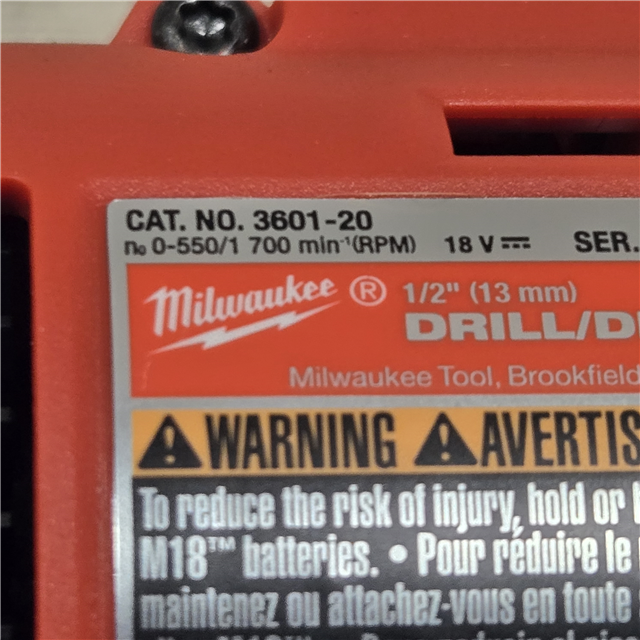 CAT. NO. 3601-20
n₀ 0-550/1 700 min⁻¹(RPM) 18 V⎓ SER.
Milwaukee ® 1/2" (13 mm)
DRILL/D
Milwaukee Tool, Brookfield
WARNING AVERTIS
To reduce the risk of injury, hold or
M18™ batteries. • Pour réduire le
maintenez ou attachez-vous en toute